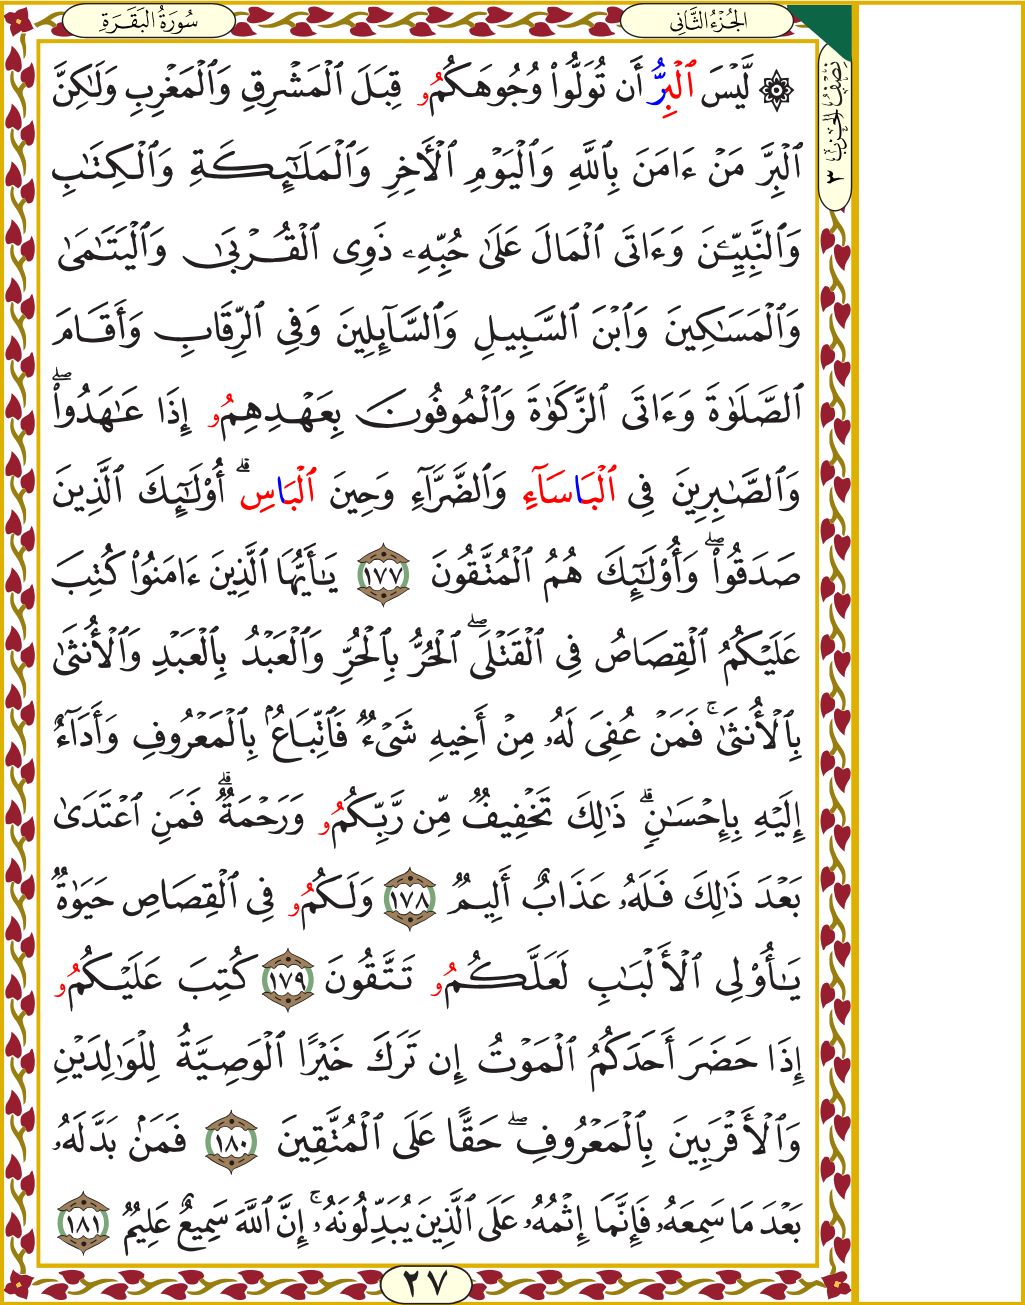 سُورَةُ البَقَرَةِ
الجُزْءُ الثَّانِي
نِصْفُ الحِزْبِ ٣
۞ لَّيْسَ ٱلْبِرُّ أَن تُوَلُّوا۟ وُجُوهَكُمُۥ قِبَلَ ٱلْمَشْرِقِ وَٱلْمَغْرِبِ وَلَٰكِنَّ
ٱلْبِرَّ مَنْ ءَامَنَ بِٱللَّهِ وَٱلْيَوْمِ ٱلْأَخِرِ وَٱلْمَلَٰٓئِكَةِ وَٱلْكِتَٰبِ
وَٱلنَّبِيِّـۧنَ وَءَاتَى ٱلْمَالَ عَلَىٰ حُبِّهِۦ ذَوِى ٱلْقُرْبَىٰ وَٱلْيَتَٰمَىٰ
وَٱلْمَسَٰكِينَ وَٱبْنَ ٱلسَّبِيلِ وَٱلسَّآئِلِينَ وَفِى ٱلرِّقَابِ وَأَقَامَ
ٱلصَّلَوٰةَ وَءَاتَى ٱلزَّكَوٰةَ وَٱلْمُوفُونَ بِعَهْدِهِمُۥ إِذَا عَٰهَدُوا۟ۖ
وَٱلصَّٰبِرِينَ فِى ٱلْبَاسَآءِ وَٱلضَّرَّآءِ وَحِينَ ٱلْبَاسِۗ أُو۟لَٰٓئِكَ ٱلَّذِينَ
صَدَقُوا۟ۖ وَأُو۟لَٰٓئِكَ هُمُ ٱلْمُتَّقُونَ ١٧٧ يَٰٓأَيُّهَا ٱلَّذِينَ ءَامَنُوا۟ كُتِبَ
عَلَيْكُمُ ٱلْقِصَاصُ فِى ٱلْقَتْلَىۖ ٱلْحُرُّ بِٱلْحُرِّ وَٱلْعَبْدُ بِٱلْعَبْدِ وَٱلْأُنثَىٰ
بِٱلْأُنثَىٰۚ فَمَنْ عُفِىَ لَهُۥ مِنْ أَخِيهِ شَىْءٌ فَٱتِّبَاعٌۢ بِٱلْمَعْرُوفِ وَأَدَآءٌ
إِلَيْهِ بِإِحْسَٰنٍۗ ذَٰلِكَ تَخْفِيفٌ مِّن رَّبِّكُمُۥ وَرَحْمَةٌۗ فَمَنِ ٱعْتَدَىٰ
بَعْدَ ذَٰلِكَ فَلَهُۥ عَذَابٌ أَلِيمٌ ١٧٨ وَلَكُمُۥ فِى ٱلْقِصَاصِ حَيَوٰةٌ
يَٰٓأُو۟لِى ٱلْأَلْبَٰبِ لَعَلَّكُمُۥ تَتَّقُونَ ١٧٩ كُتِبَ عَلَيْكُمُۥ
إِذَا حَضَرَ أَحَدَكُمُ ٱلْمَوْتُ إِن تَرَكَ خَيْرًا ٱلْوَصِيَّةُ لِلْوَٰلِدَيْنِ
وَٱلْأَقْرَبِينَ بِٱلْمَعْرُوفِۖ حَقًّا عَلَى ٱلْمُتَّقِينَ ١٨٠ فَمَنۢ بَدَّلَهُۥ
بَعْدَ مَا سَمِعَهُۥ فَإِنَّمَآ إِثْمُهُۥ عَلَى ٱلَّذِينَ يُبَدِّلُونَهُۥٓۚ إِنَّ ٱللَّهَ سَمِيعٌ عَلِيمٌ ١٨١
٢٧